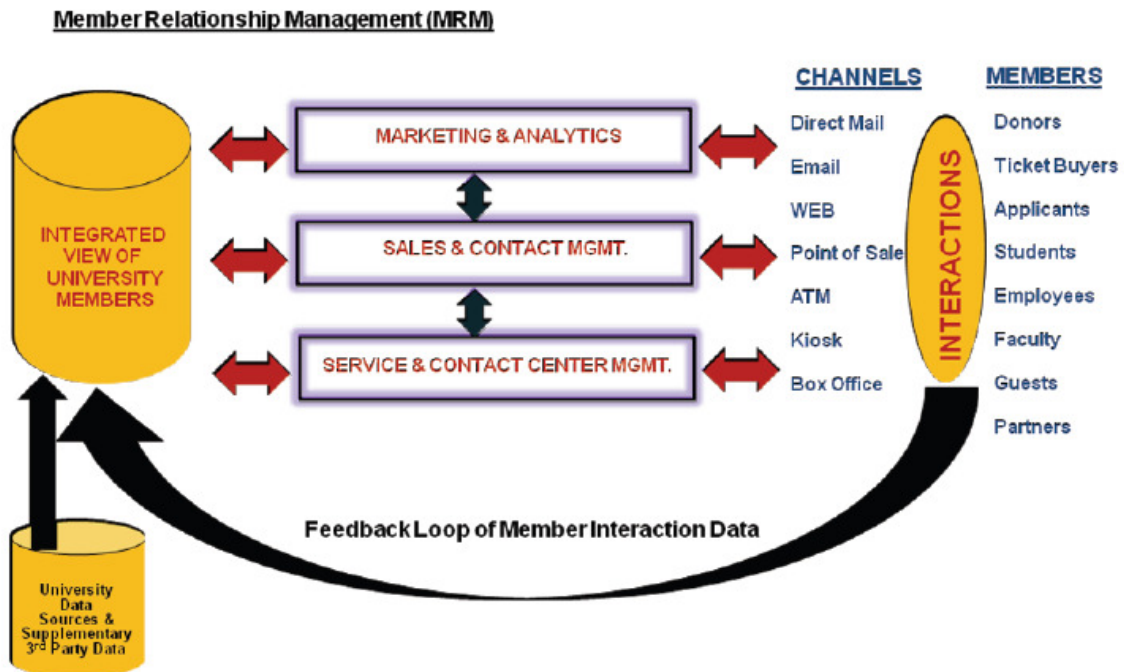 Member Relationship Management (MRM)
CHANNELS
MEMBERS
MARKETING & ANALYTICS
SALES & CONTACT MGMT.
SERVICE & CONTACT CENTER MGMT.
INTEGRATED
VIEW OF
UNIVERSITY
MEMBERS
Direct Mail
Email
WEB
Point of Sale
ATM
Kiosk
Box Office
INTERACTIONS
Donors
Ticket Buyers
Applicants
Students
Employees
Faculty
Guests
Partners
Feedback Loop of Member Interaction Data
University
Data
Sources &
Supplementary
3rd Party Data